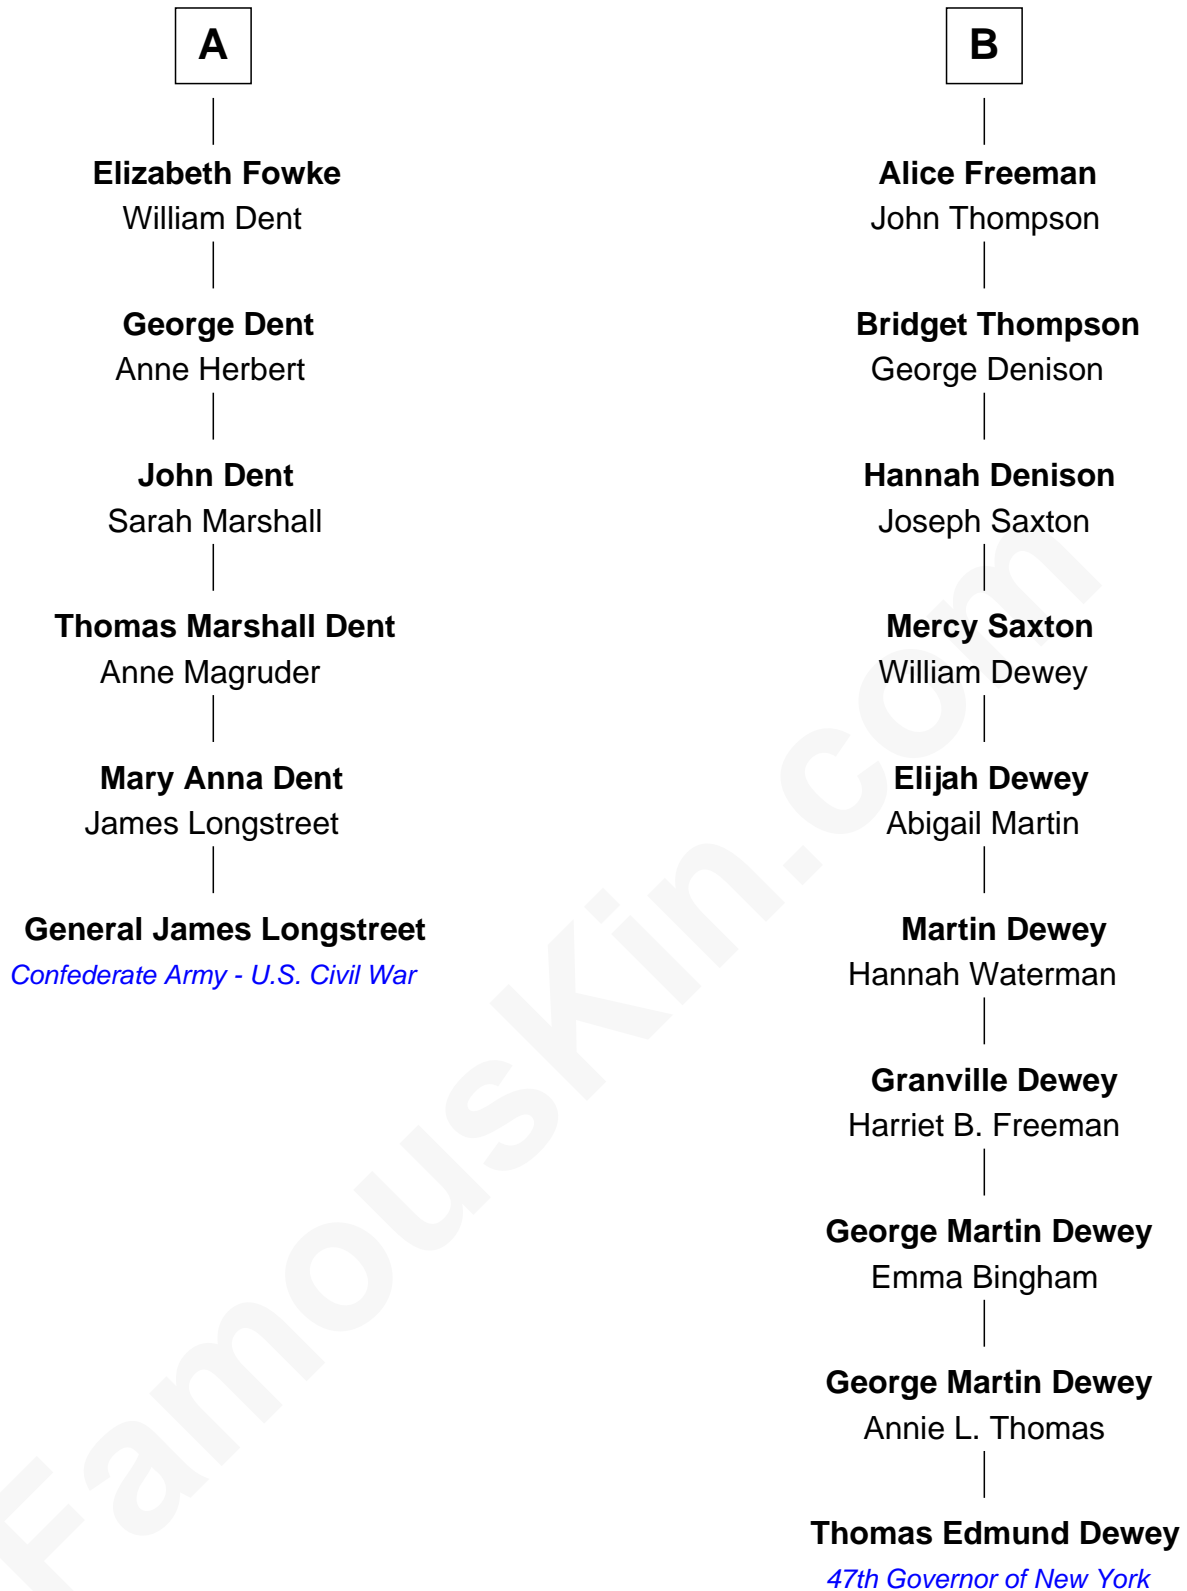 A
Elizabeth Fowke
William Dent
George Dent
Anne Herbert
John Dent
Sarah Marshall
Thomas Marshall Dent
Anne Magruder
Mary Anna Dent
James Longstreet
General James Longstreet
Confederate Army - U.S. Civil War
B
Alice Freeman
John Thompson
Bridget Thompson
George Denison
Hannah Denison
Joseph Saxton
Mercy Saxton
William Dewey
Elijah Dewey
Abigail Martin
Martin Dewey
Hannah Waterman
Granville Dewey
Harriet B. Freeman
George Martin Dewey
Emma Bingham
George Martin Dewey
Annie L. Thomas
Thomas Edmund Dewey
47th Governor of New York
FamousKin.com